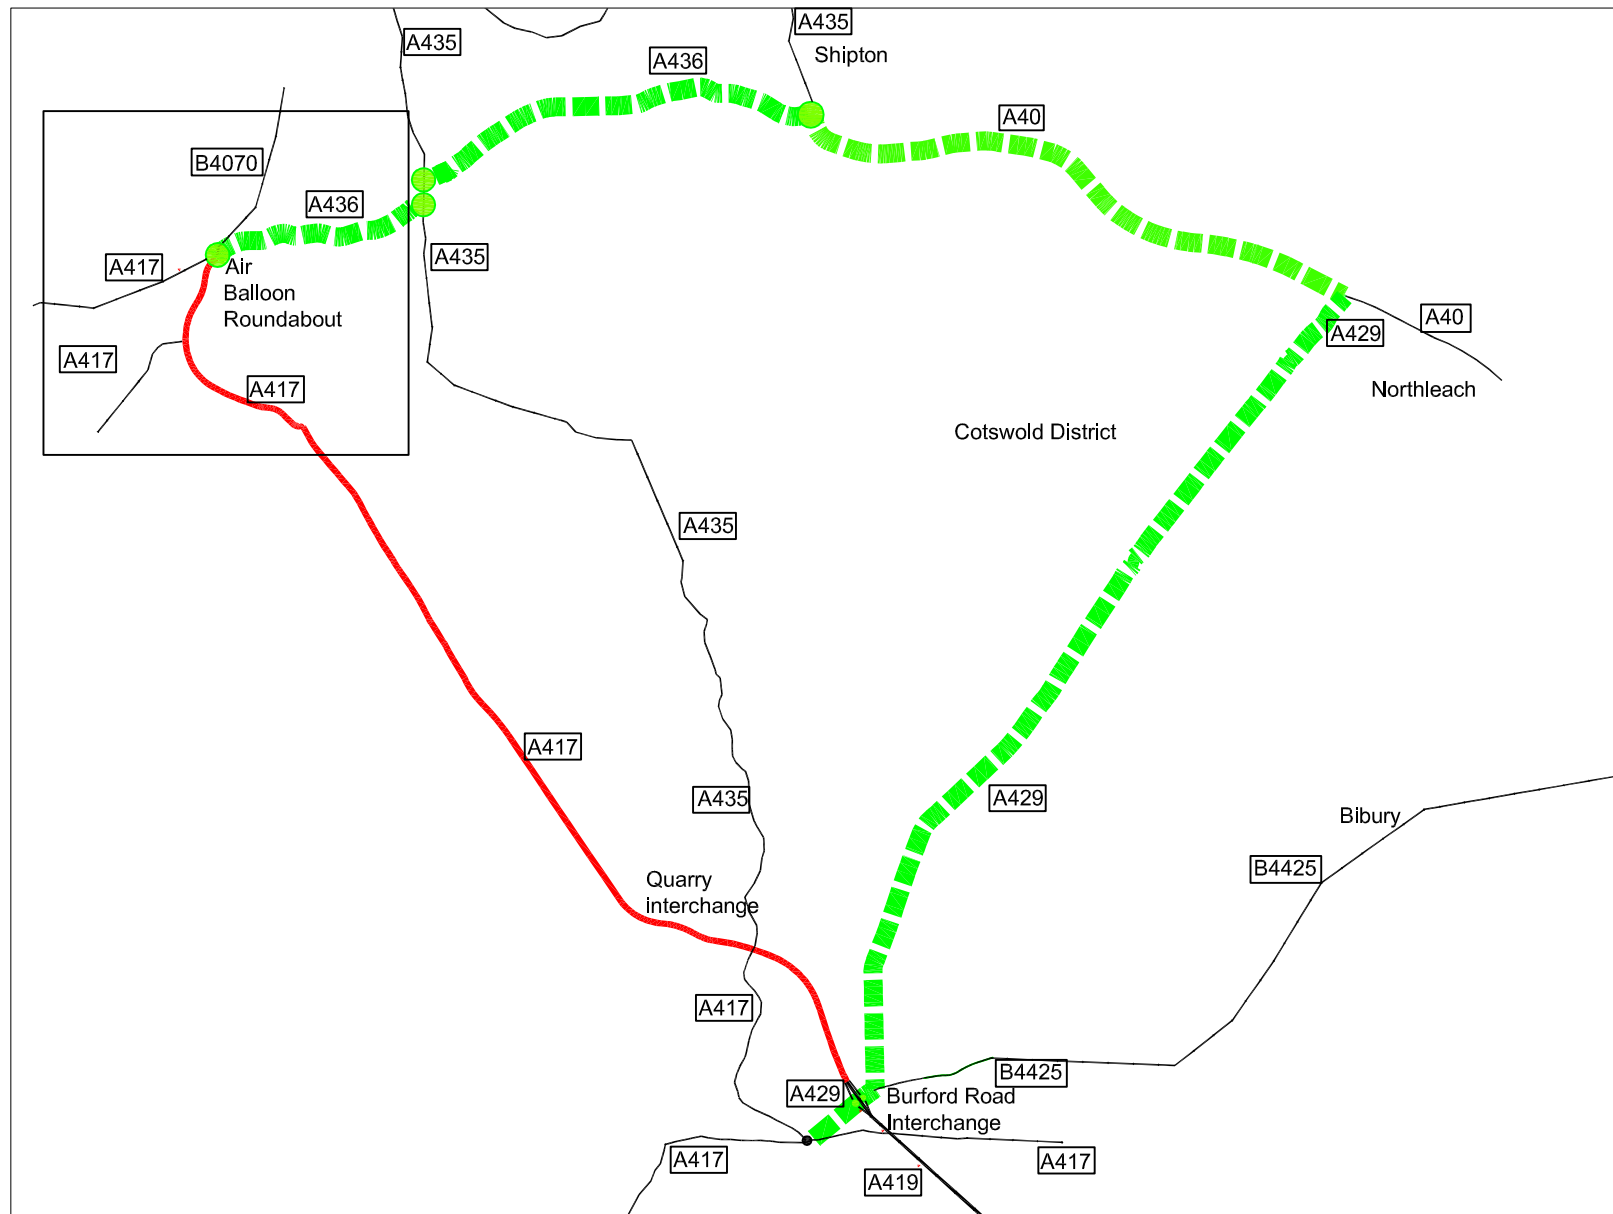 A435
A435
Shipton
A436
A40
B4070
A436
A417
A435
Air
Balloon
Roundabout
A40
A429
A417
A417
Northleach
Cotswold District
A435
A417
A435
A429
Bibury
B4425
Quarry
interchange
A417
B4425
A429
Burford Road
Interchange
A417
A417
A419